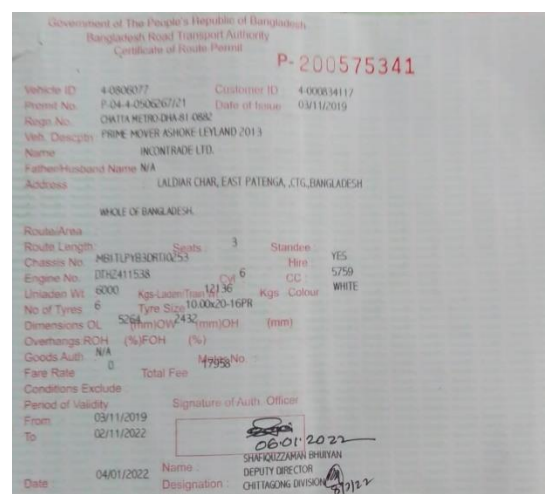 Government of The People's Republic of Bangladesh
Bangladesh Road Transport Authority
Certificate of Route Permit
P- 200575341
Vehicle ID 4-0806077 Customer ID 4-000834117
Premit No. P-04-4-0506267/21 Date of Issue 03/11/2019
Regn. No. CHATTA METRO-DHA-81-0682
Veh. Descptn PRIME MOVER ASHOKE LEYLAND 2013
Name INCONTRADE LTD.
Father/Husband Name N/A
Address LALDIAR CHAR, EAST PATENGA, ,CTG.,BANGLADESH
WHOLE OF BANGLADESH.
Route/Area
Route Length: Seats : 3 Standee :
Chassis No. Hire : YES
Engine No. DTHZ411538 Cyl 6 CC : 5759
Unladen Wt 6000 Kgs-Laden/Train 12136 Kgs Colour WHITE
No of Tyres 6 Tyre Size 10.00x20-16PR
Dimensions OL 5264 (mm)OW 2432 (mm)OH (mm)
Overhangs:ROH (%)FOH (%)
Goods Auth N/A No. :
Fare Rate 0 Total Fee 17958
Conditions Exclude
Period of Validity Signature of Auth. Officer
From 03/11/2019
To 02/11/2022
06.01.2022
SHAFIQUZZAMAN BHUIYAN
Name : DEPUTY DIRECTOR
Date 04/01/2022 Designation : CHITTAGONG DIVISION